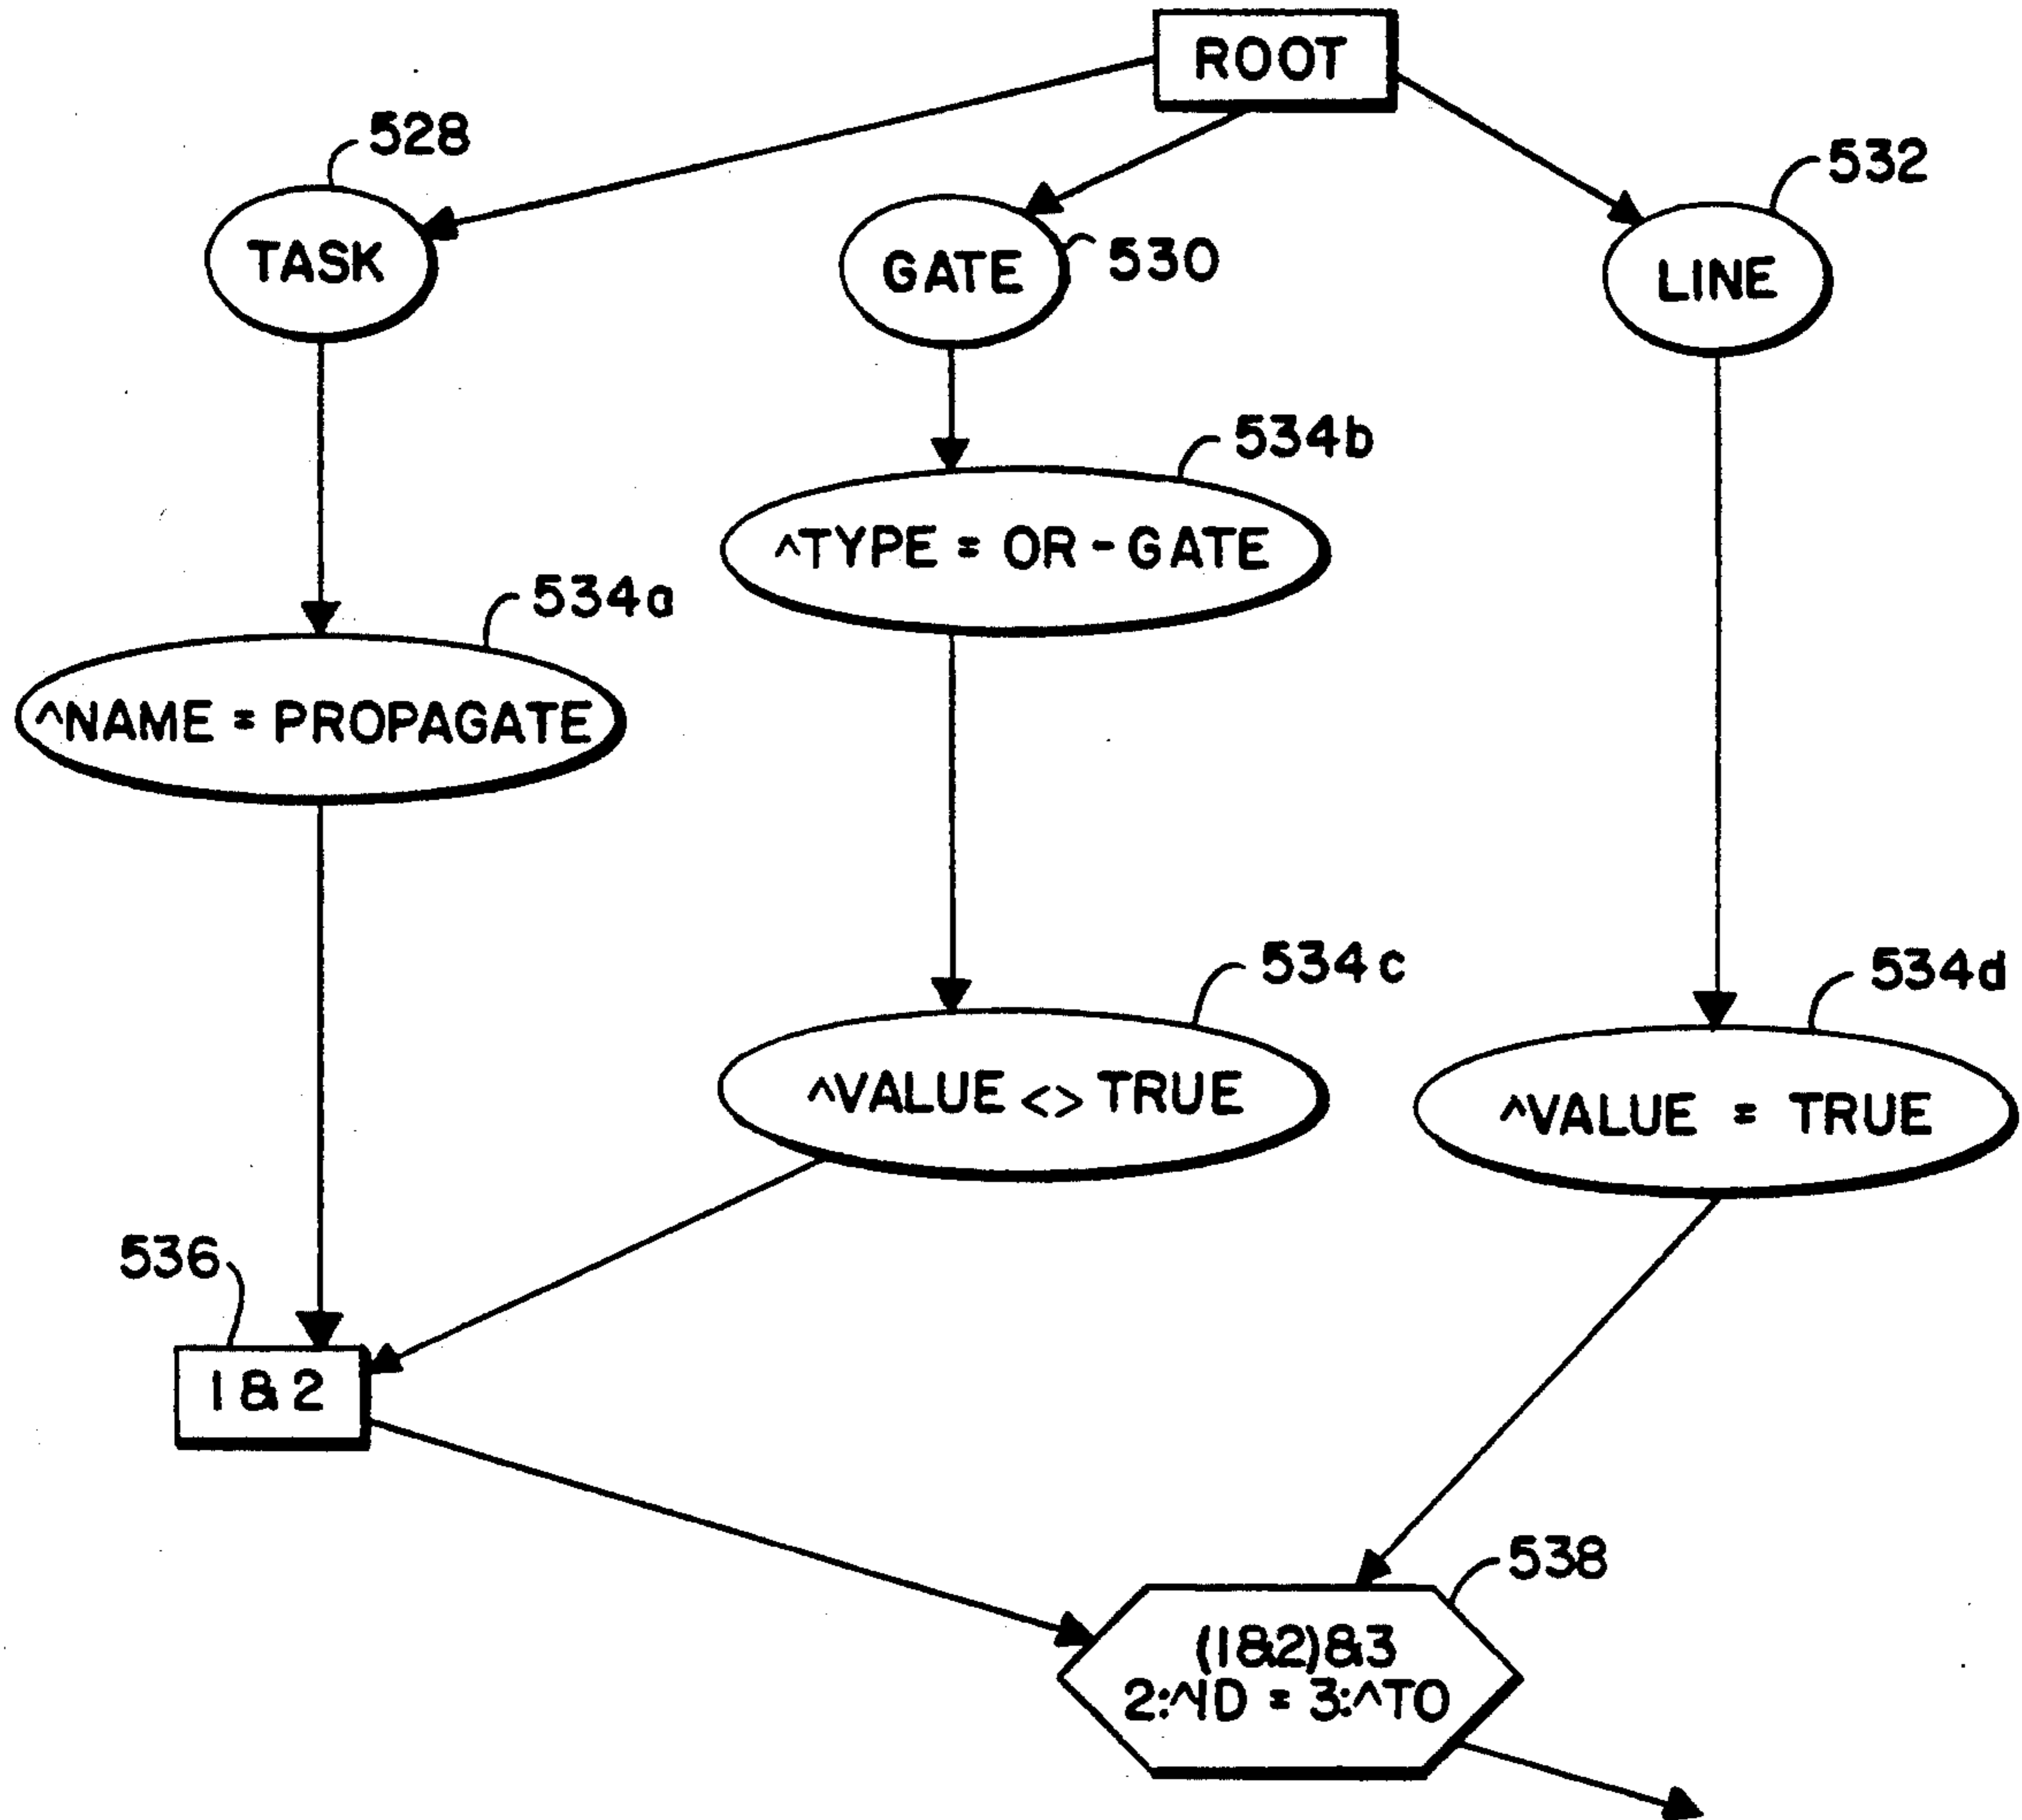 ROOT
528
532
TASK
GATE
530
LINE
534b
^TYPE = OR-GATE
534a
^NAME = PROPAGATE
534c
534d
^VALUE <> TRUE
^VALUE = TRUE
536
1&2
538
(1&2)&3
2:^ID = 3:^TO